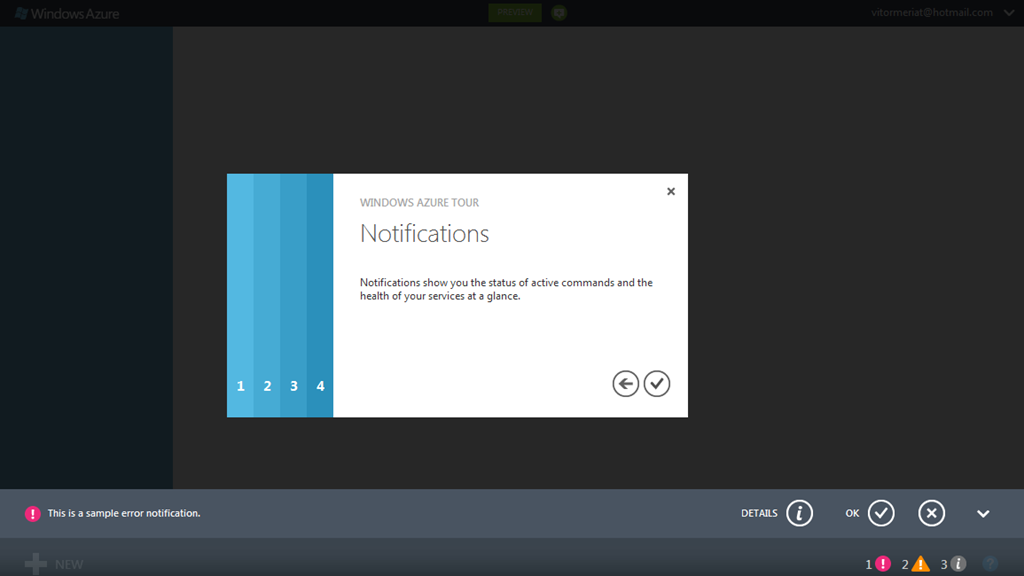 Windows Azure
PREVIEW
vitormeriat@hotmail.com
WINDOWS AZURE TOUR
Notifications
Notifications show you the status of active commands and the
health of your services at a glance.
1 2 3 4
This is a sample error notification.
DETAILS
OK
NEW
1 2 3